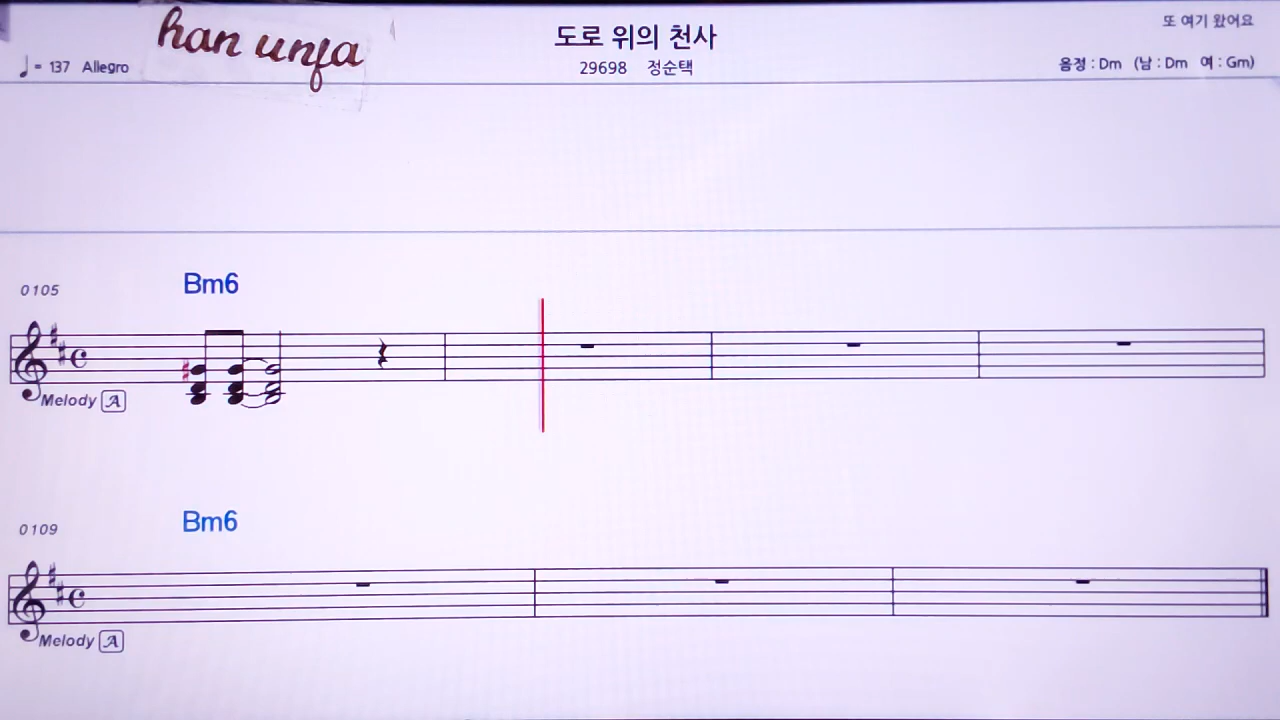 han unfa
도로 위의 천사
또 여기 왔어요
♩ = 137 Allegro
29698 정순택
음정 : Dm (남 : Dm 여 : Gm)
0105
Bm6
Melody A
0109
Bm6
Melody A